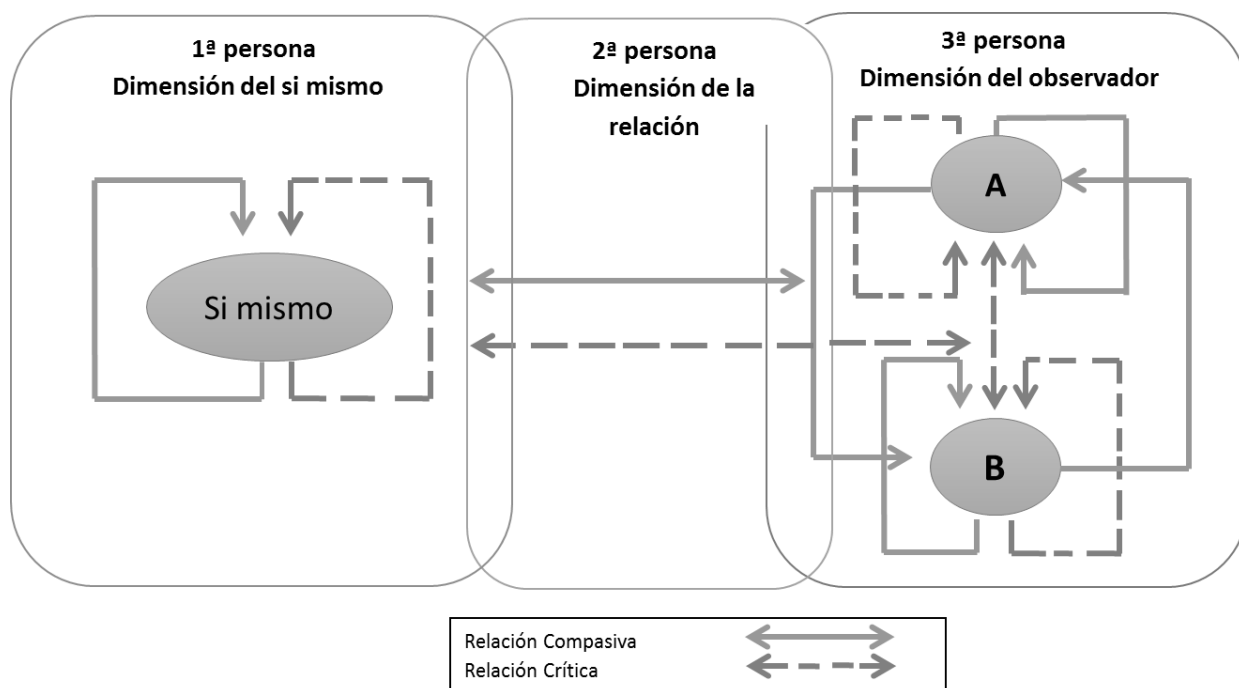 1ª persona
Dimensión del si mismo
2ª persona
Dimensión de la
relación
3ª persona
Dimensión del observador
Si mismo
A
B
Relación Compasiva
Relación Crítica